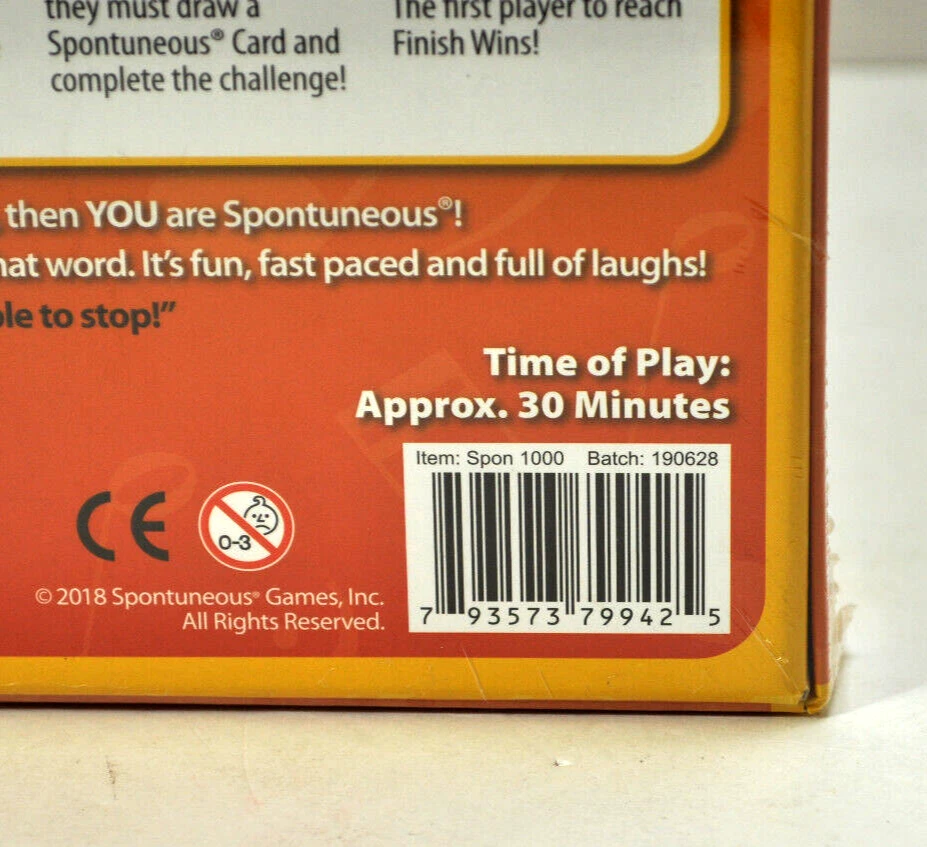 they must draw a
Spontuneous® Card and
complete the challenge!
The first player to reach
Finish Wins!
then YOU are Spontuneous®!
hat word. It's fun, fast paced and full of laughs!
ble to stop!”
Time of Play:
Approx. 30 Minutes
Item: Spon 1000 Batch: 190628
7 93573 79942 5
CE
0-3
© 2018 Spontuneous® Games, Inc.
All Rights Reserved.